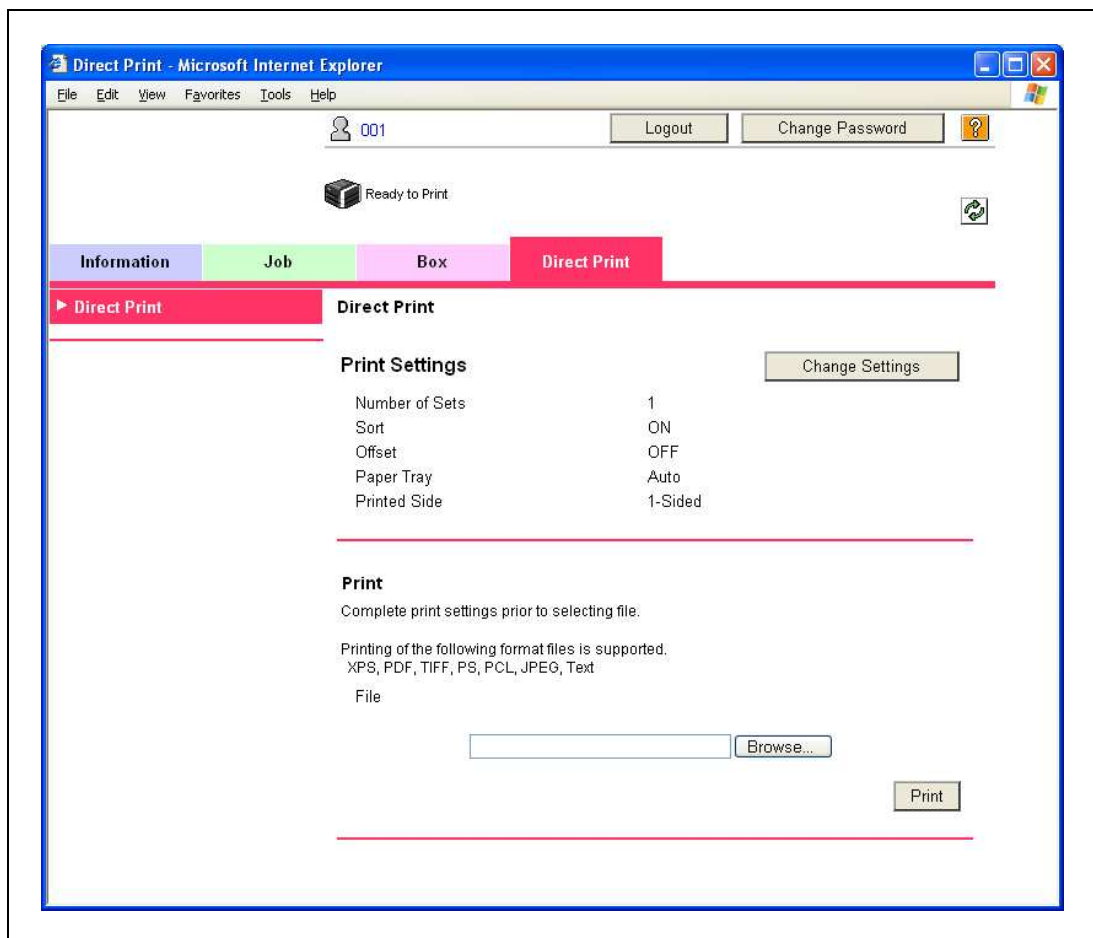 Direct Print - Microsoft Internet Explorer
File Edit View Favorites Tools Help
001 Logout Change Password ?
Ready to Print
Information Job Box Direct Print
Direct Print
Direct Print
Print Settings Change Settings
Number of Sets 1
Sort ON
Offset OFF
Paper Tray Auto
Printed Side 1-Sided
Print
Complete print settings prior to selecting file.
Printing of the following format files is supported.
XPS, PDF, TIFF, PS, PCL, JPEG, Text
File
Browse...
Print